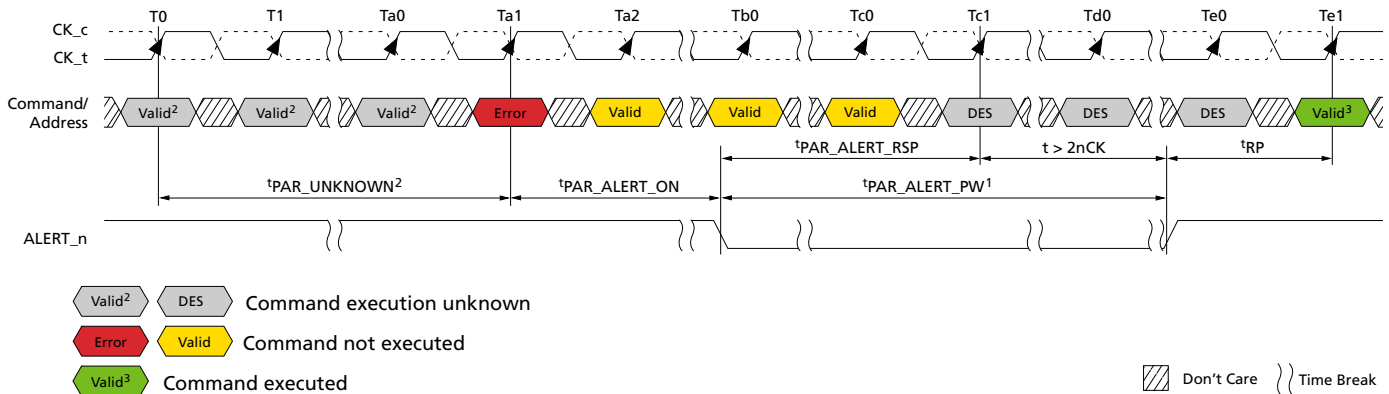 T0 T1 Ta0 Ta1 Ta2 Tb0 Tc0 Tc1 Td0 Te0 Te1
CK_c
CK_t
Command/
Address
Valid² Valid² Valid² Error Valid Valid Valid DES DES DES Valid³
ᵗPAR_ALERT_RSP t > 2nCK ᵗRP
ᵗPAR_UNKNOWN² ᵗPAR_ALERT_ON ᵗPAR_ALERT_PW¹
ALERT_n
Valid² DES Command execution unknown
Error Valid Command not executed
Valid³ Command executed
Don't Care Time Break